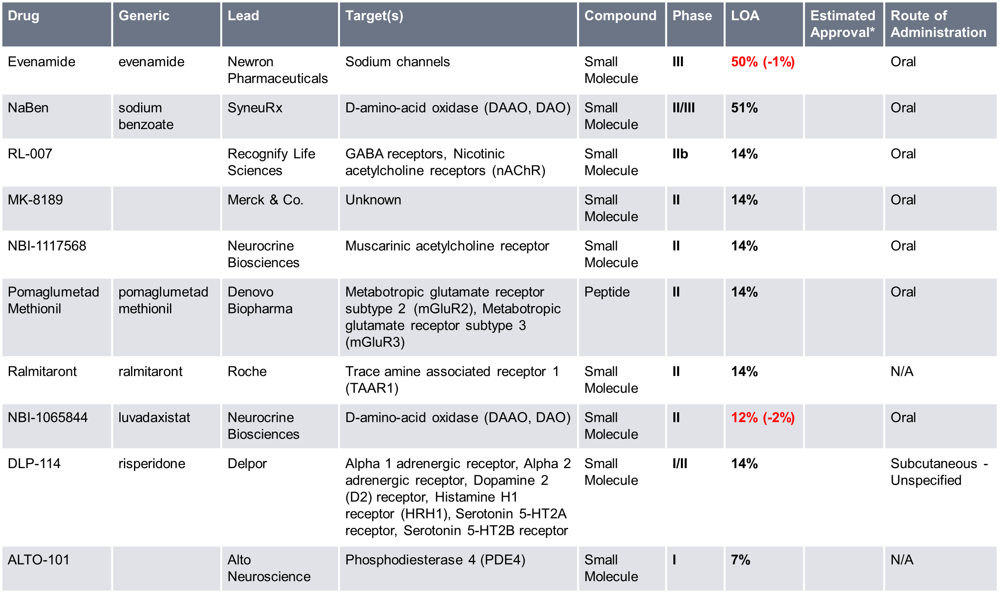 Drug Generic Lead Target(s) Compound Phase LOA Estimated Approval* Route of Administration
Evenamide evenamide Newron Pharmaceuticals Sodium channels Small Molecule III 50% (-1%) Oral
NaBen sodium benzoate SyneuRx D-amino-acid oxidase (DAAO, DAO) Small Molecule II/III 51% Oral
RL-007 Recognify Life Sciences GABA receptors, Nicotinic acetylcholine receptors (nAChR) Small Molecule IIb 14% Oral
MK-8189 Merck & Co. Unknown Small Molecule II 14% Oral
NBI-1117568 Neurocrine Biosciences Muscarinic acetylcholine receptor Small Molecule II 14% Oral
Pomaglumetad Methionil pomaglumetad methionil Denovo Biopharma Metabotropic glutamate receptor subtype 2 (mGluR2), Metabotropic glutamate receptor subtype 3 (mGluR3) Peptide II 14% Oral
Ralmitaront ralmitaront Roche Trace amine associated receptor 1 (TAAR1) Small Molecule II 14% N/A
NBI-1065844 luvadaxistat Neurocrine Biosciences D-amino-acid oxidase (DAAO, DAO) Small Molecule II 12% (-2%) Oral
DLP-114 risperidone Delpor Alpha 1 adrenergic receptor, Alpha 2 adrenergic receptor, Dopamine 2 (D2) receptor, Histamine H1 receptor (HRH1), Serotonin 5-HT2A receptor, Serotonin 5-HT2B receptor Small Molecule I/II 14% Subcutaneous - Unspecified
ALTO-101 Alto Neuroscience Phosphodiesterase 4 (PDE4) Small Molecule I 7% N/A